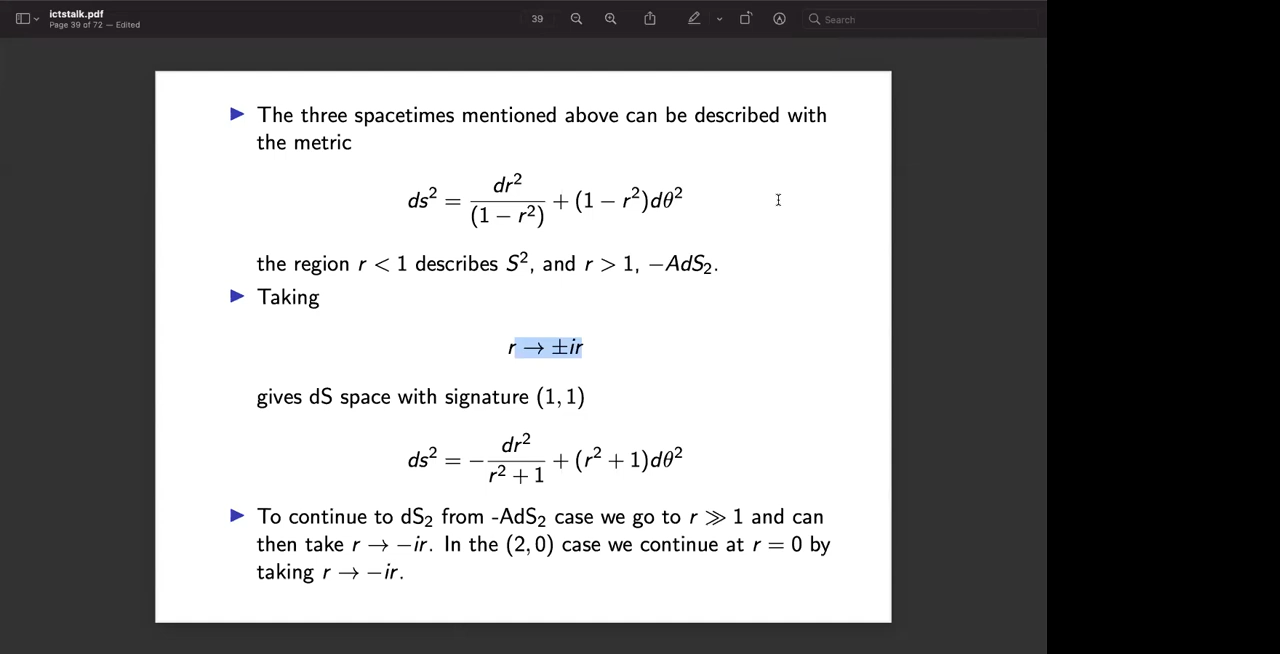 ictstalk.pdf
Page 39 of 72 — Edited
39
Search
▶ The three spacetimes mentioned above can be described with
the metric
ds² = dr²/(1 − r²) + (1 − r²)dθ²
the region r < 1 describes S², and r > 1, −AdS₂.
▶ Taking
r → ±ir
gives dS space with signature (1, 1)
ds² = − dr²/(r² + 1) + (r² + 1)dθ²
▶ To continue to dS₂ from -AdS₂ case we go to r ≫ 1 and can
then take r → −ir. In the (2, 0) case we continue at r = 0 by
taking r → −ir.